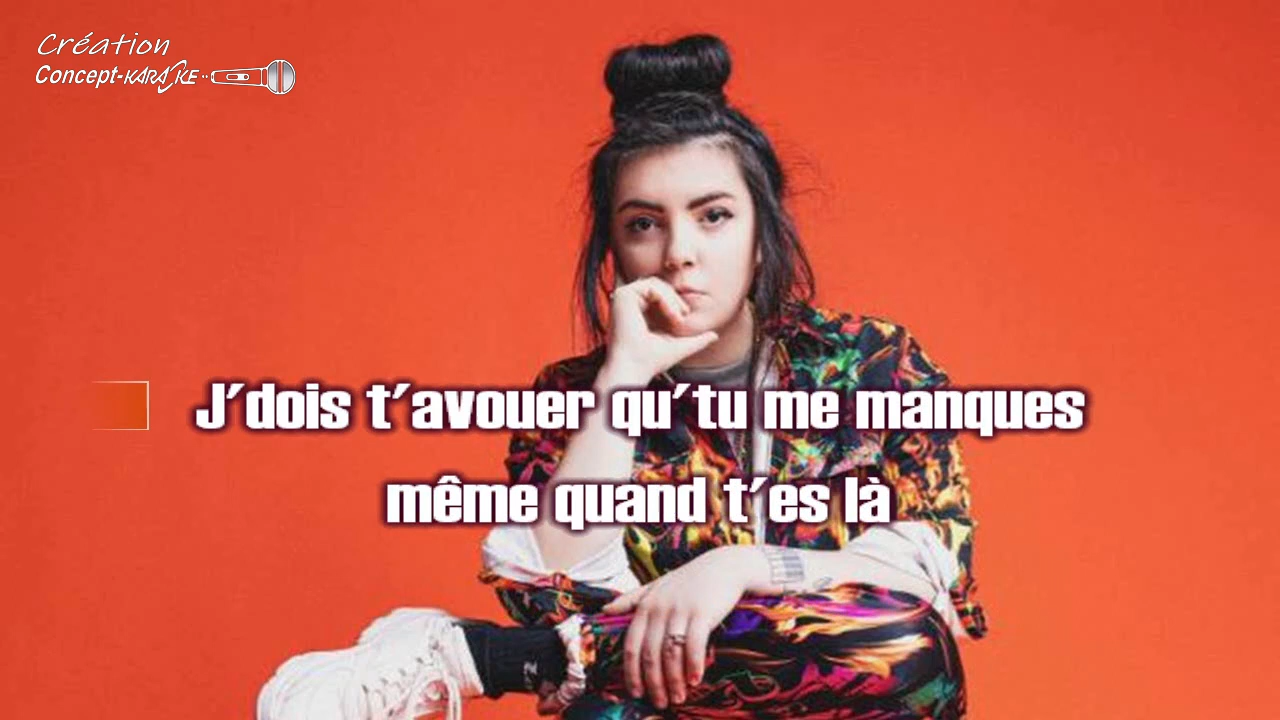 Création
Concept-KARAOKE
J'dois t'avouer qu'tu me manques
même quand t'es là